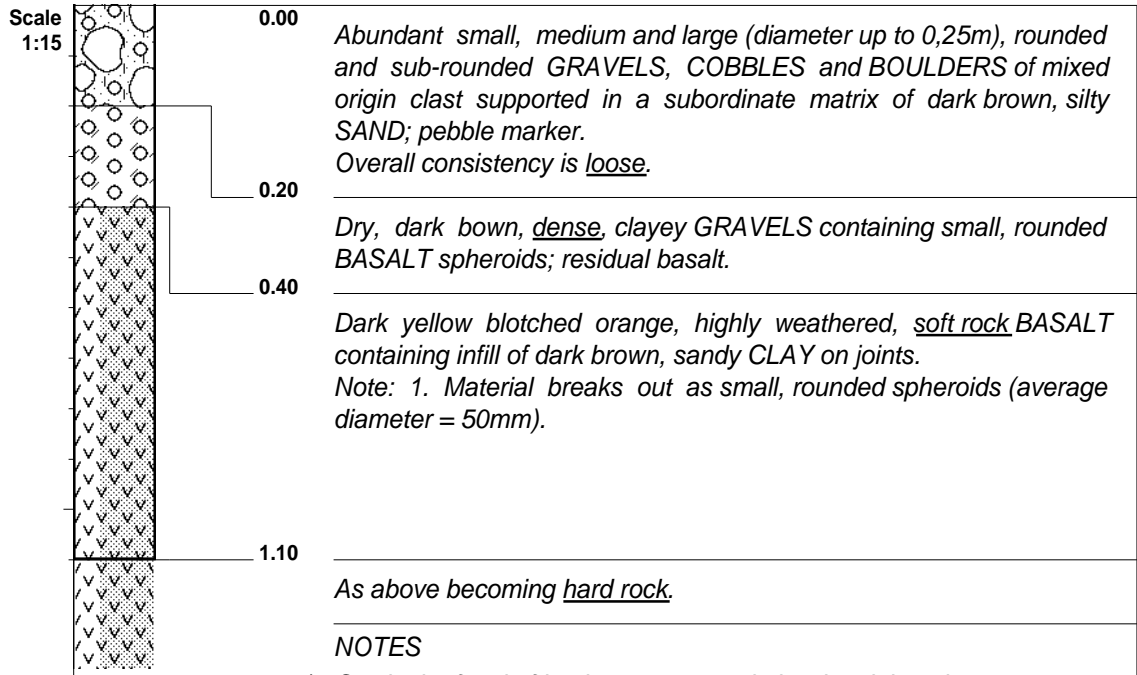 Scale
1:15
0.00
Abundant small, medium and large (diameter up to 0,25m), rounded
and sub-rounded GRAVELS, COBBLES and BOULDERS of mixed
origin clast supported in a subordinate matrix of dark brown, silty
SAND; pebble marker.
Overall consistency is loose.
0.20
Dry, dark bown, dense, clayey GRAVELS containing small, rounded
BASALT spheroids; residual basalt.
0.40
Dark yellow blotched orange, highly weathered, soft rock BASALT
containing infill of dark brown, sandy CLAY on joints.
Note: 1. Material breaks out as small, rounded spheroids (average
diameter = 50mm).
1.10
As above becoming hard rock.
NOTES